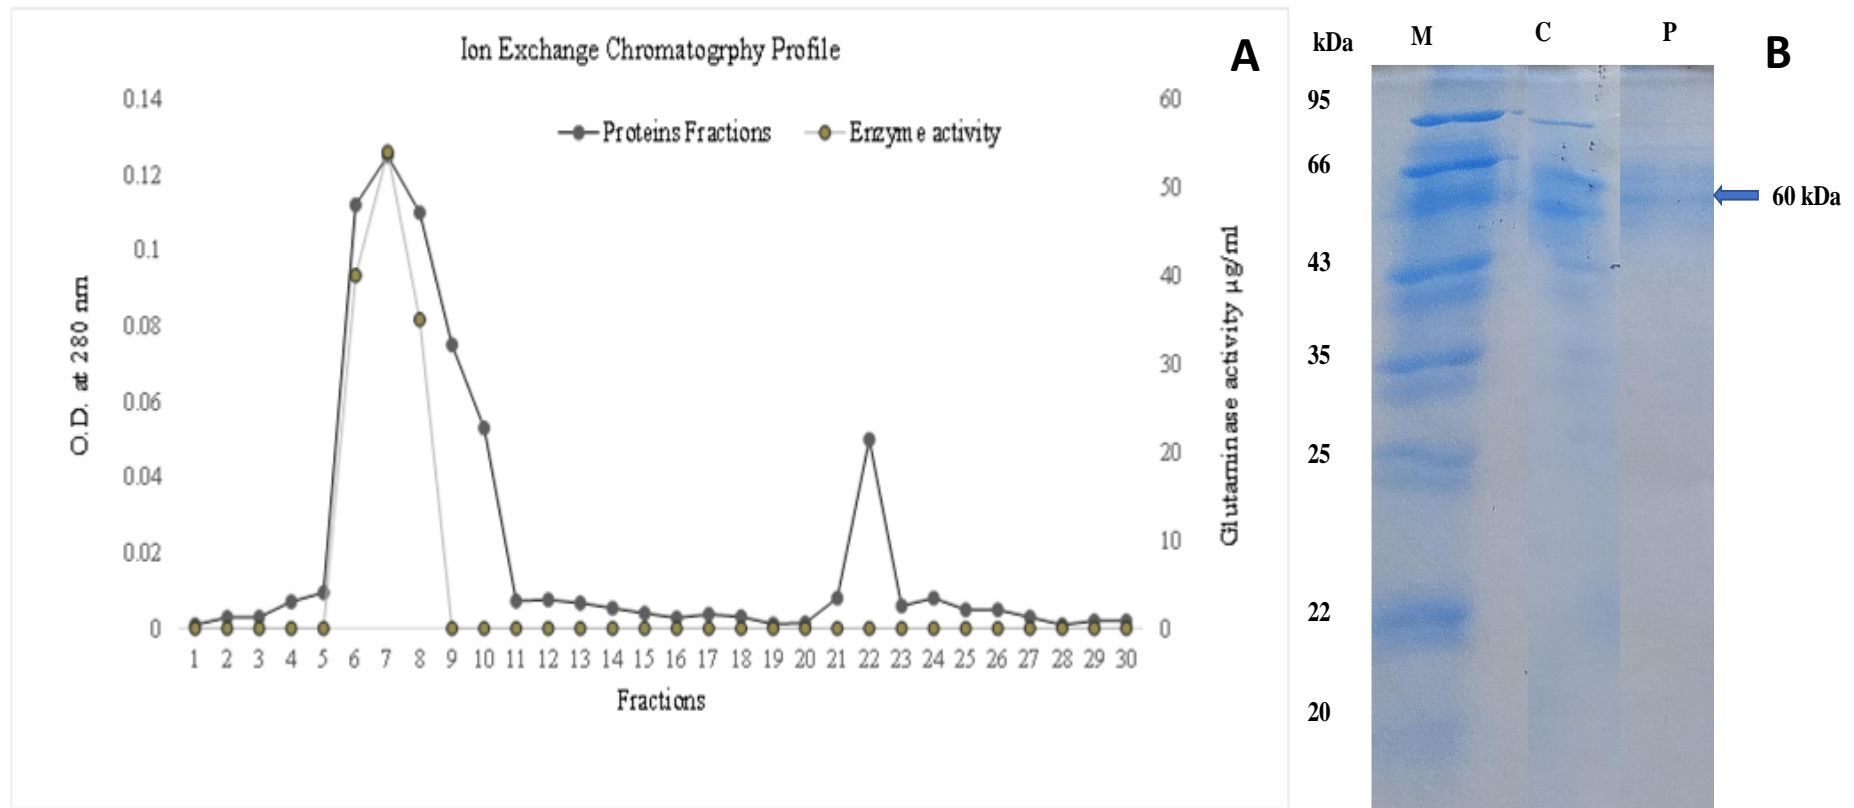 Ion Exchange Chromatogrphy Profile
A
Proteins Fractions
Enzyme activity
0.14
0.12
0.1
0.08
0.06
0.04
0.02
0
O.D. at 280 nm
60
50
40
30
20
10
0
Glutaminase activity µg/ml
1 2 3 4 5 6 7 8 9 10 11 12 13 14 15 16 17 18 19 20 21 22 23 24 25 26 27 28 29 30
Fractions
kDa M C P B
95
66
60 kDa
43
35
25
22
20